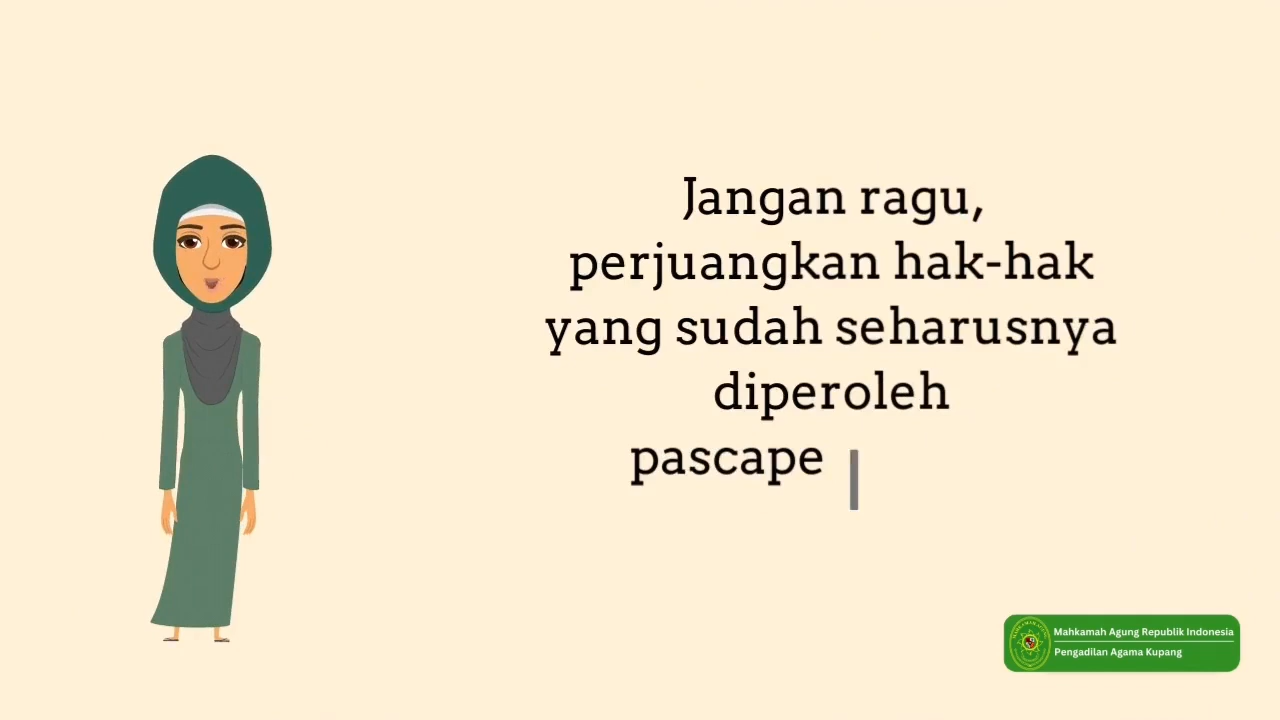 Jangan ragu,
perjuangkan hak-hak
yang sudah seharusnya
diperoleh
pascape
Mahkamah Agung Republik Indonesia
Pengadilan Agama Kupang